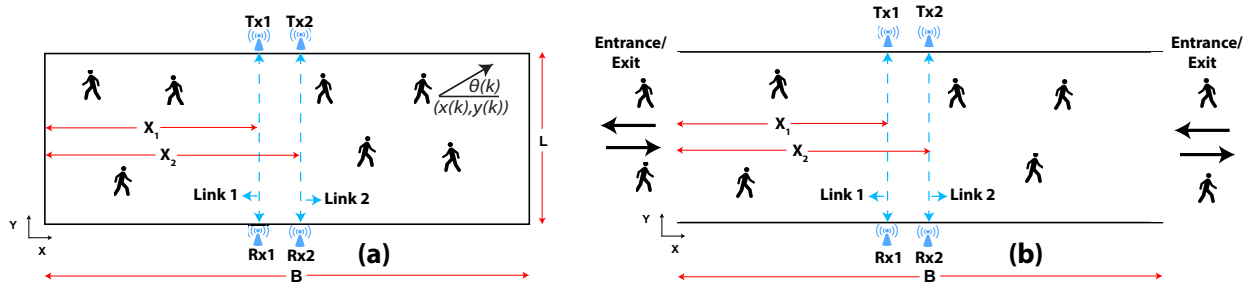 Tx1 Tx2
θ(k)
(x(k),y(k))
X1
X2
L
Link 1
Link 2
Y
X
Rx1 Rx2
(a)
B
Tx1 Tx2
Entrance/
Exit
Entrance/
Exit
X1
X2
Link 1
Link 2
Y
X
Rx1 Rx2
(b)
B